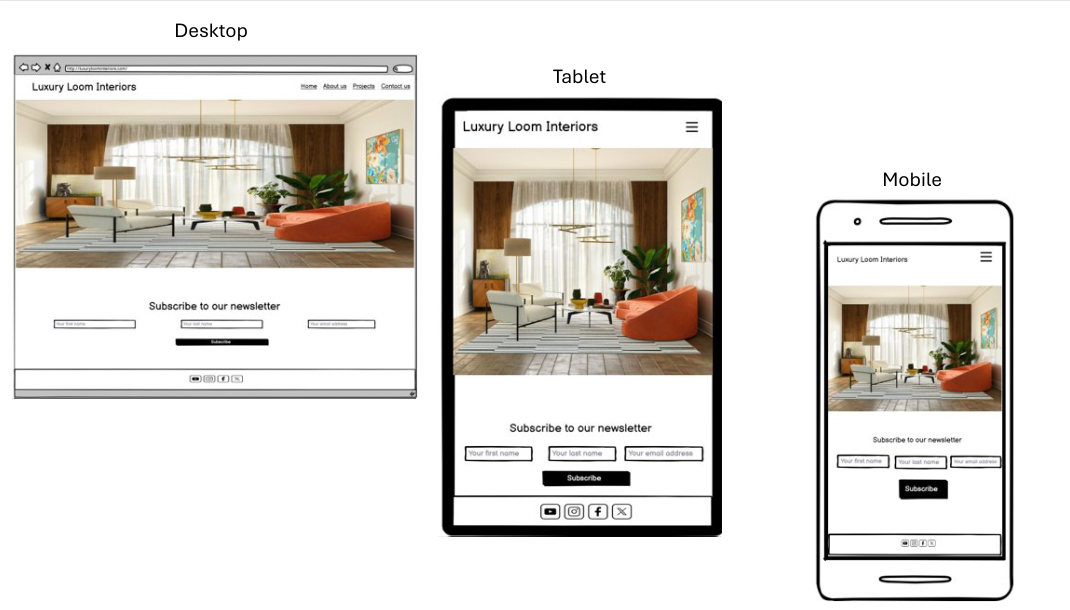 Desktop
http://luxuryloominteriors.com/
Luxury Loom Interiors
Home About us Projects Contact us
Subscribe to our newsletter
Your first name Your last name Your email address
Subscribe
Tablet
Luxury Loom Interiors
Subscribe to our newsletter
Your first name Your last name Your email address
Subscribe
Mobile
Luxury Loom Interiors
Subscribe to our newsletter
Your first name Your last name Your email address
Subscribe